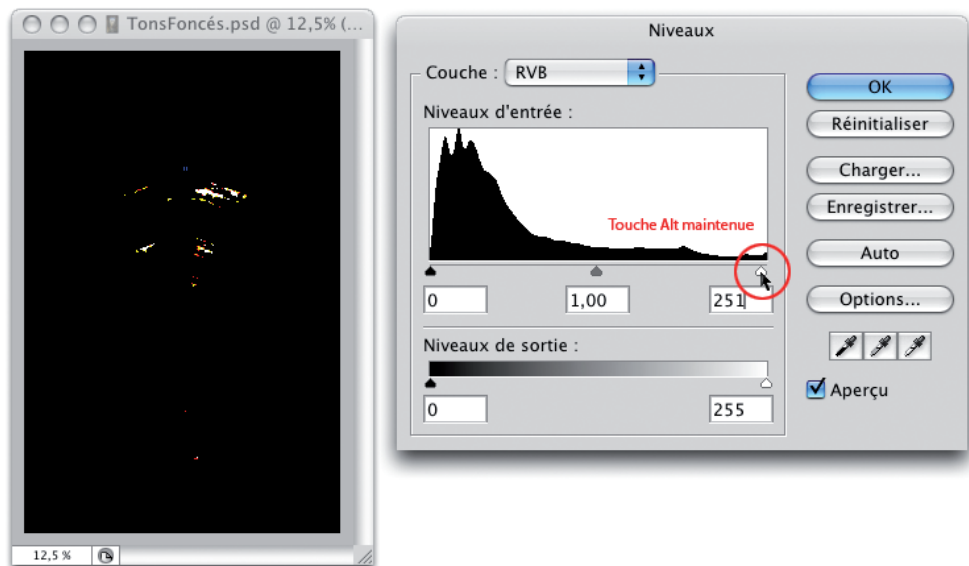 TonsFoncés.psd @ 12,5% (...
12,5 %
Niveaux
Couche : RVB
Niveaux d'entrée :
Touche Alt maintenue
0 1,00 251
Niveaux de sortie :
0 255
OK
Réinitialiser
Charger...
Enregistrer...
Auto
Options...
Aperçu